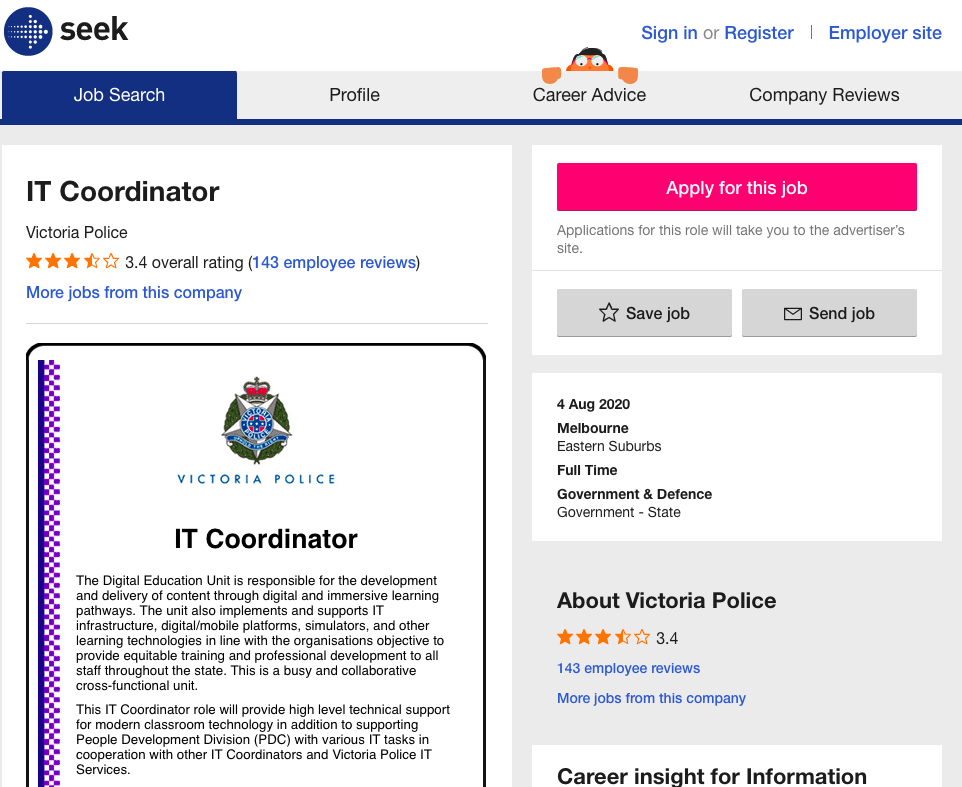 seek
Sign in or Register | Employer site
Job Search
Profile
Career Advice
Company Reviews
IT Coordinator
Victoria Police
3.4 overall rating (143 employee reviews)
More jobs from this company
VICTORIA POLICE
IT Coordinator
The Digital Education Unit is responsible for the development
and delivery of content through digital and immersive learning
pathways. The unit also implements and supports IT
infrastructure, digital/mobile platforms, simulators, and other
learning technologies in line with the organisations objective to
provide equitable training and professional development to all
staff throughout the state. This is a busy and collaborative
cross-functional unit.
This IT Coordinator role will provide high level technical support
for modern classroom technology in addition to supporting
People Development Division (PDC) with various IT tasks in
cooperation with other IT Coordinators and Victoria Police IT
Services.
Apply for this job
Applications for this role will take you to the advertiser's
site.
Save job
Send job
4 Aug 2020
Melbourne
Eastern Suburbs
Full Time
Government & Defence
Government - State
About Victoria Police
3.4
143 employee reviews
More jobs from this company
Career insight for Information